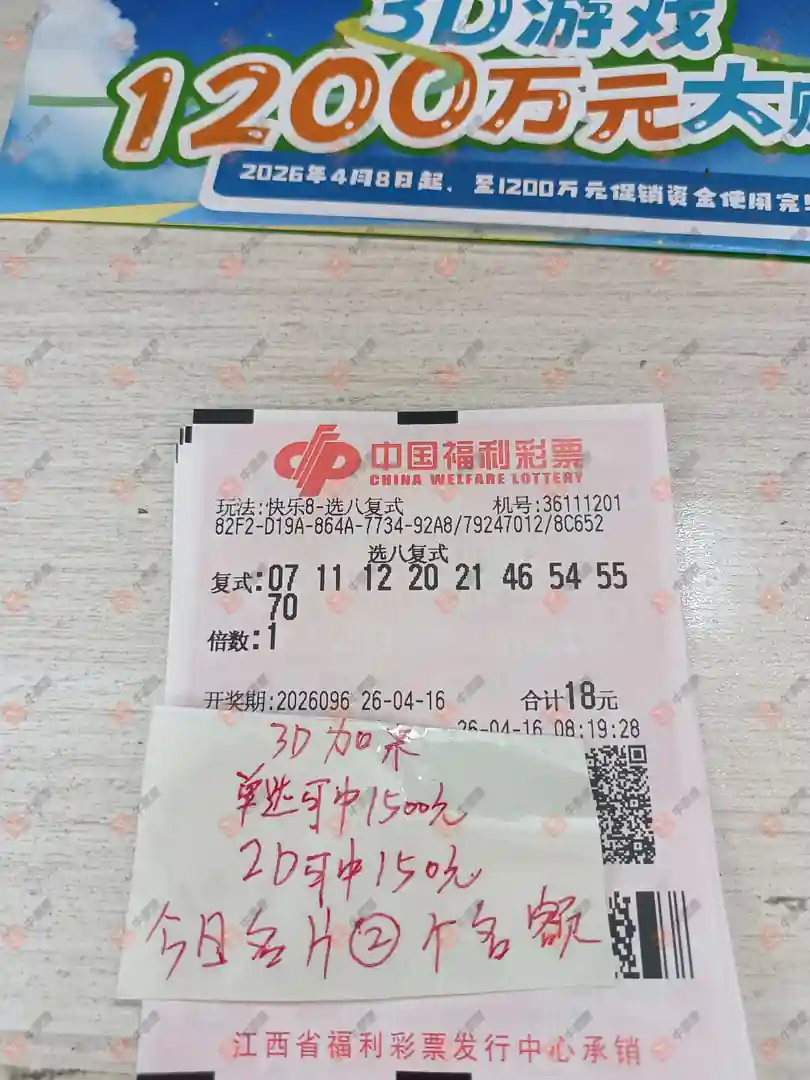 3D游戏
1200万元大
2026年4月8日起，至1200万元促销资金使用完
中国福利彩票
CHINA WELFARE LOTTERY
玩法:快乐8-选八复式 机号:36111201
82F2-D19A-864A-7734-92A8/79247012/8C652
选八复式
复式:07 11 12 20 21 46 54 55
70
倍数:1
开奖期:2026096 26-04-16 合计18元
26-04-16 08:19:28
3D加奖
单选可中1500元
2D可中150元
今日名片②个名额
江西省福利彩票发行中心承销